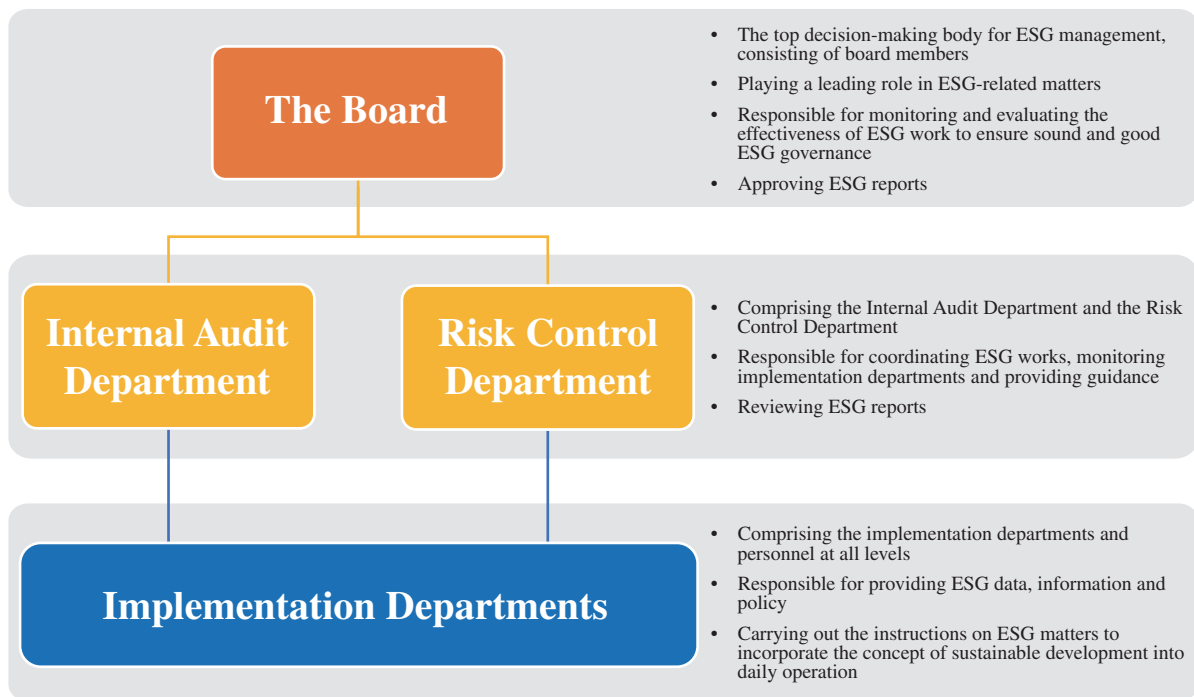 The Board
• The top decision-making body for ESG management,
consisting of board members
• Playing a leading role in ESG-related matters
• Responsible for monitoring and evaluating the
effectiveness of ESG work to ensure sound and good
ESG governance
• Approving ESG reports
Internal Audit
Department
Risk Control
Department
• Comprising the Internal Audit Department and the Risk
Control Department
• Responsible for coordinating ESG works, monitoring
implementation departments and providing guidance
• Reviewing ESG reports
Implementation Departments
• Comprising the implementation departments and
personnel at all levels
• Responsible for providing ESG data, information and
policy
• Carrying out the instructions on ESG matters to
incorporate the concept of sustainable development into
daily operation